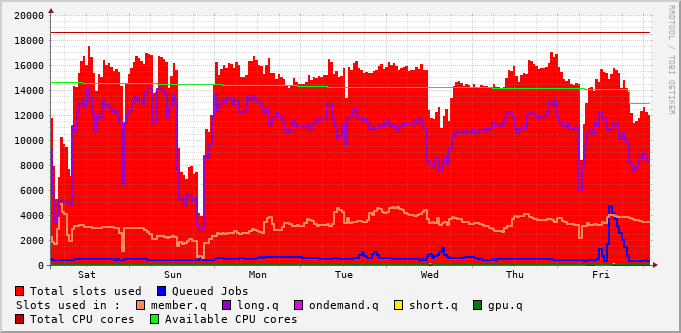 20000
18000
16000
14000
12000
10000
8000
6000
4000
2000
0
Sat Sun Mon Tue Wed Thu Fri
RRDTOOL / TOBI OETIKER
Total slots used Queued Jobs
Slots used in : member.q long.q ondemand.q short.q gpu.q
Total CPU cores Available CPU cores